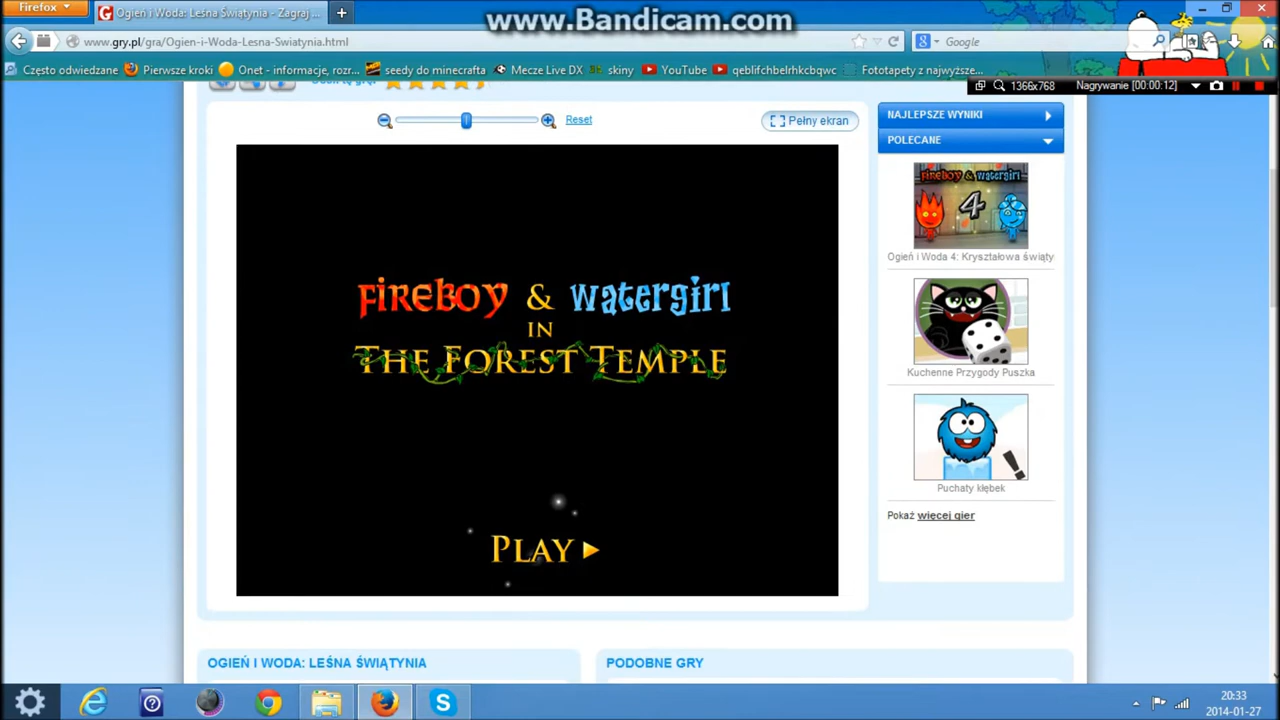 Firefox
Ogień i Woda: Leśna Świątynia - Zagraj ...
www.Bandicam.com
www.gry.pl/gra/Ogien-i-Woda-Lesna-Swiatynia.html
Google
Często odwiedzane
Pierwsze kroki
Onet - informacje, rozr...
seedy do minecrafta
Mecze Live DX
skiny
YouTube
qeblifchbelrhkcbqwc
Fototapety z najwyższe...
1366x768
Nagrywanie [00:00:12]
Reset
Pełny ekran
NAJLEPSZE WYNIKI
POLECANE
fireboy & watergirl
4
Ogień i Woda 4: Kryształowa świąty
Kuchenne Przygody Puszka
Puchaty kłębek
Pokaż więcej gier
Fireboy & watergirl
IN
THE FOREST TEMPLE
PLAY
OGIEŃ I WODA: LEŚNA ŚWIĄTYNIA
PODOBNE GRY
20:33
2014-01-27